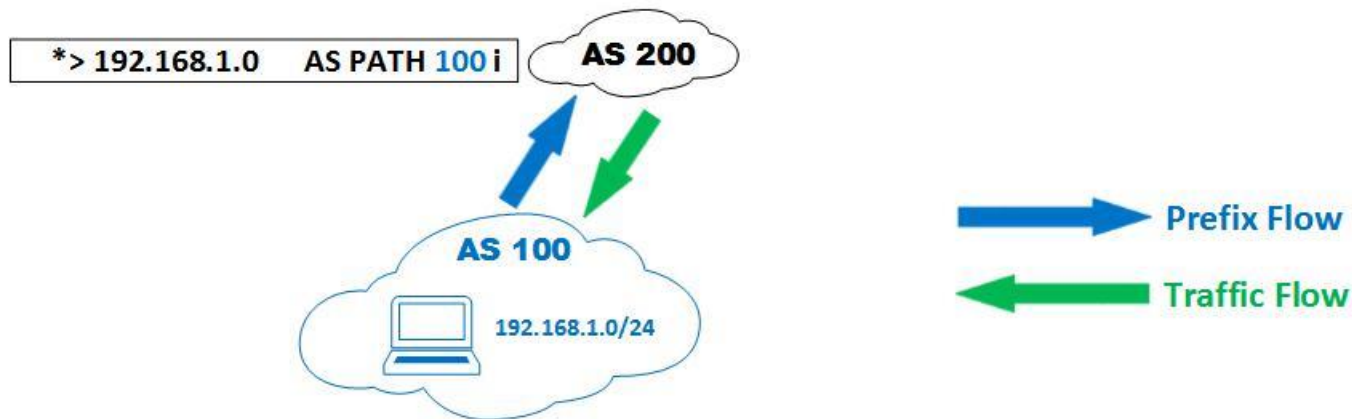 *> 192.168.1.0 AS PATH 100 i
AS 200
AS 100
192.168.1.0/24
Prefix Flow
Traffic Flow